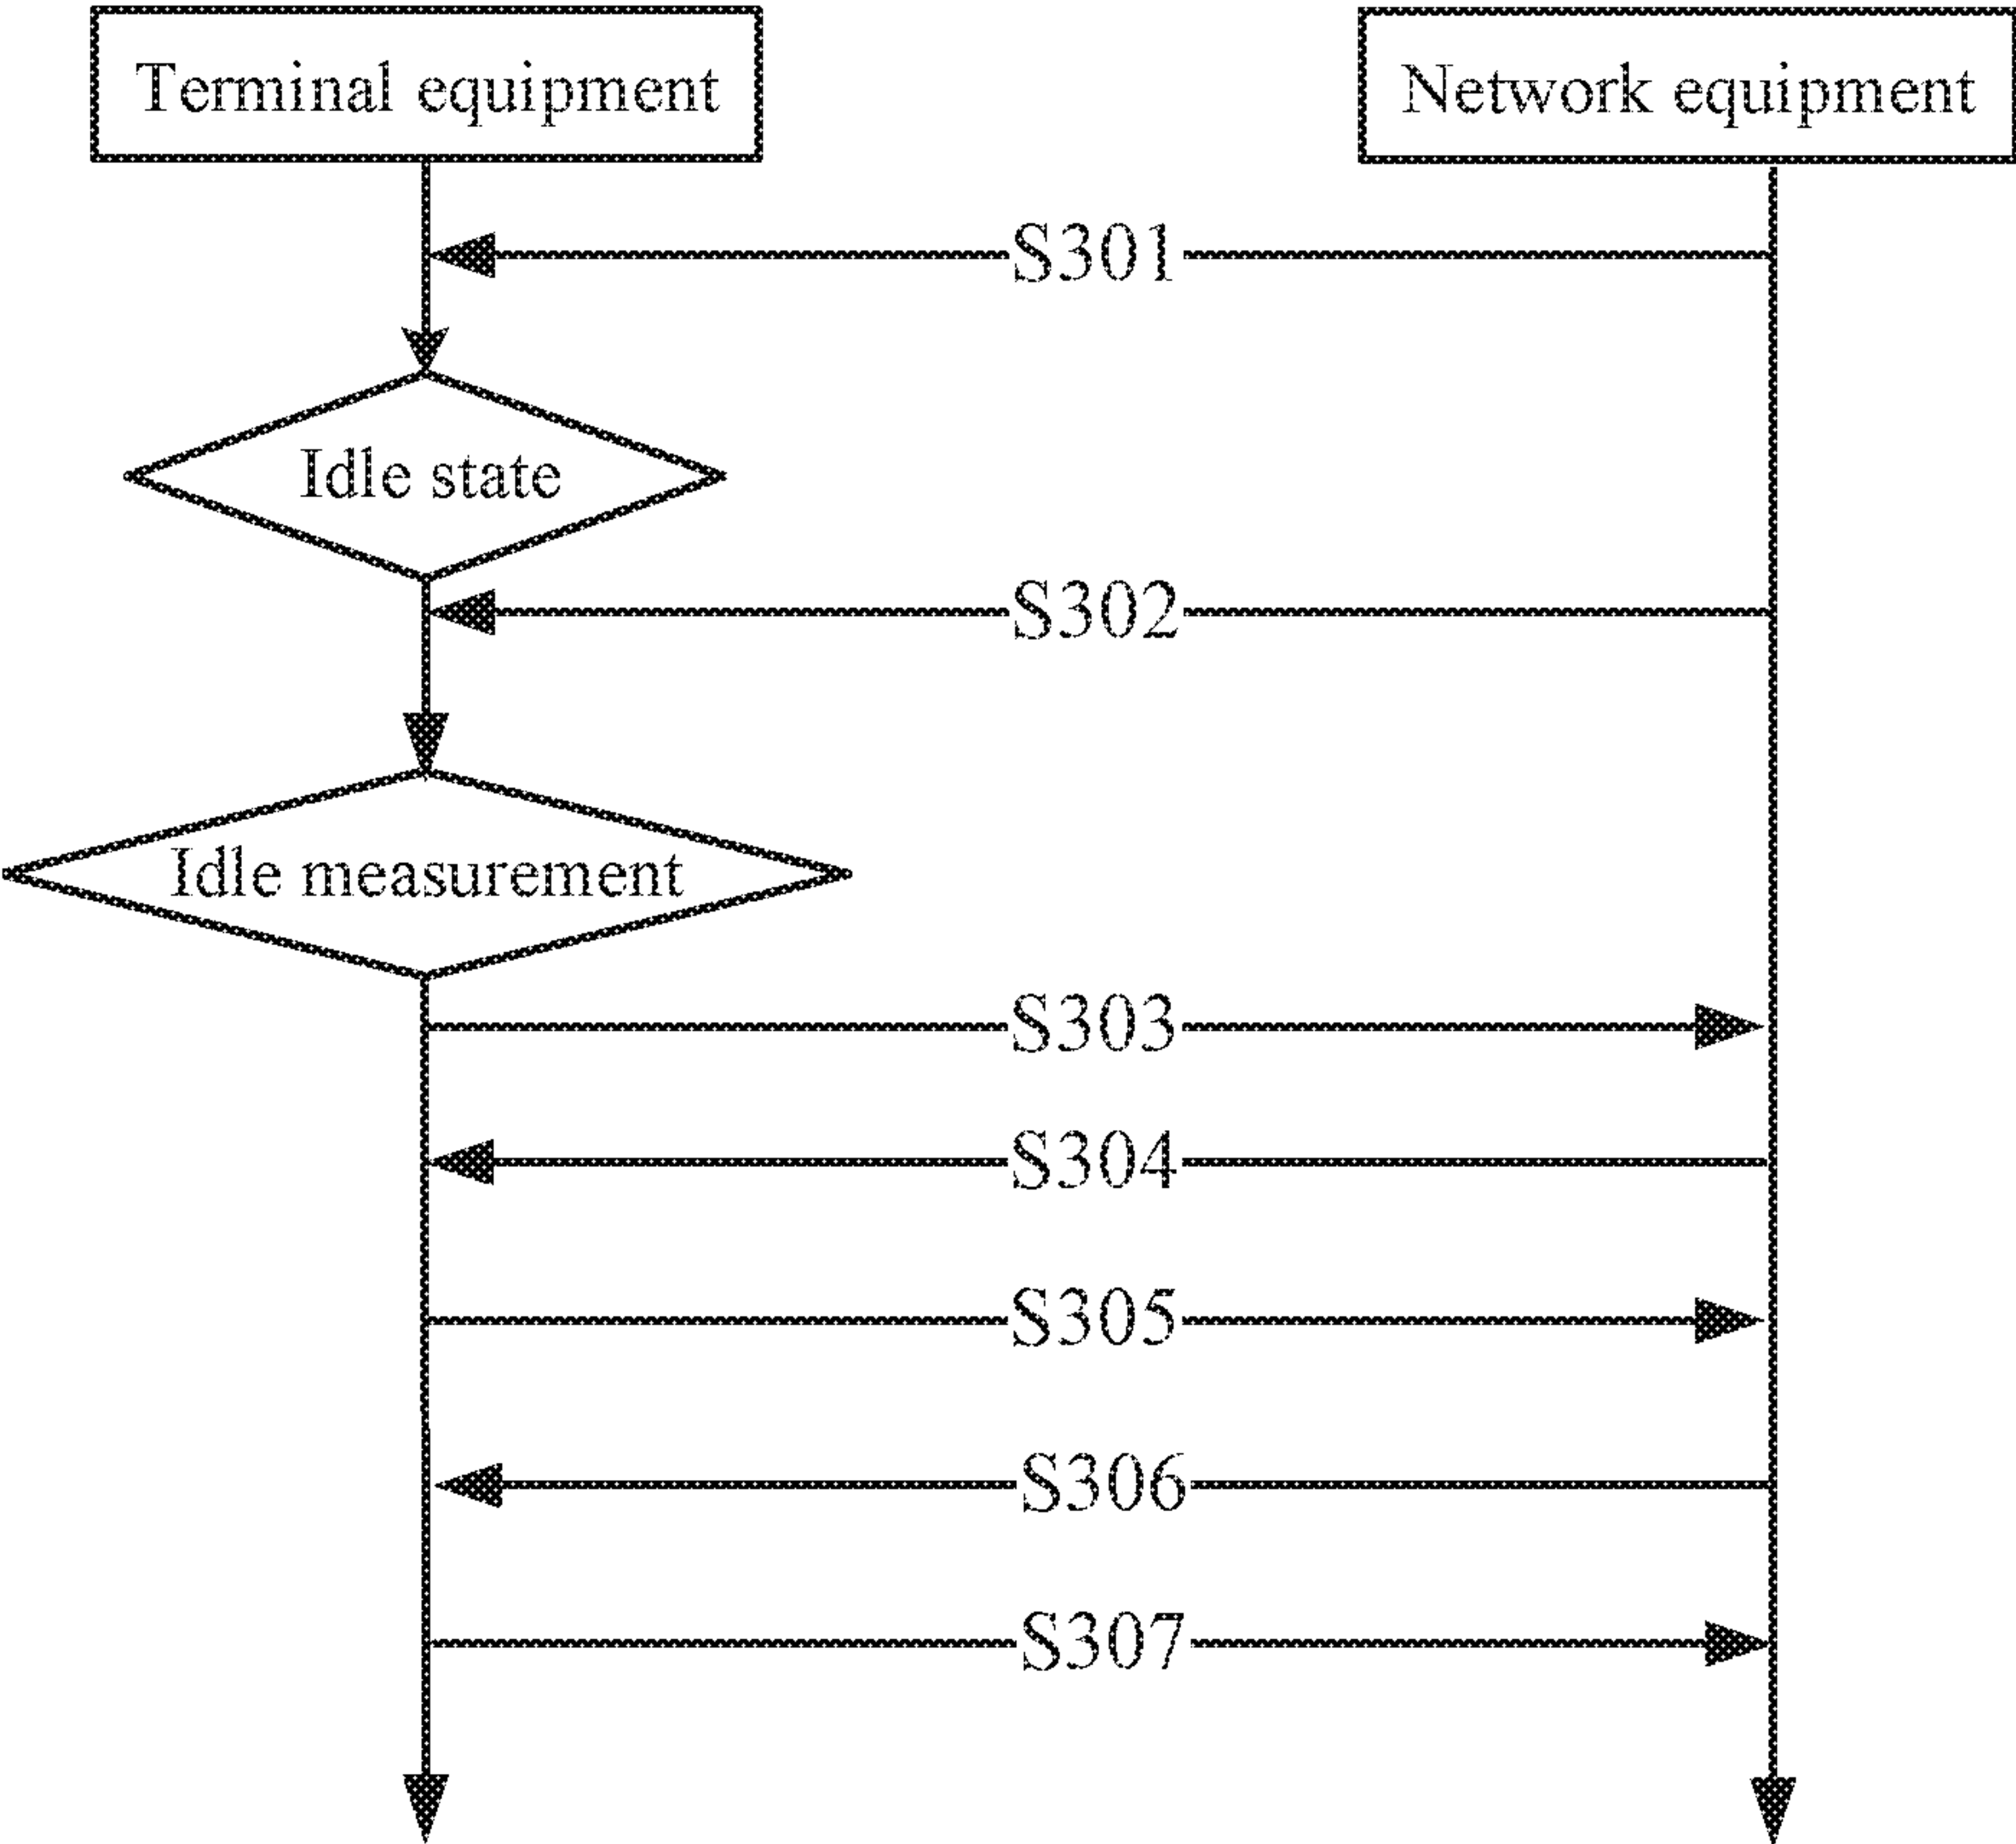 Terminal equipment
Network equipment
S301
Idle state
S302
Idle measurement
S303
S304
S305
S306
S307